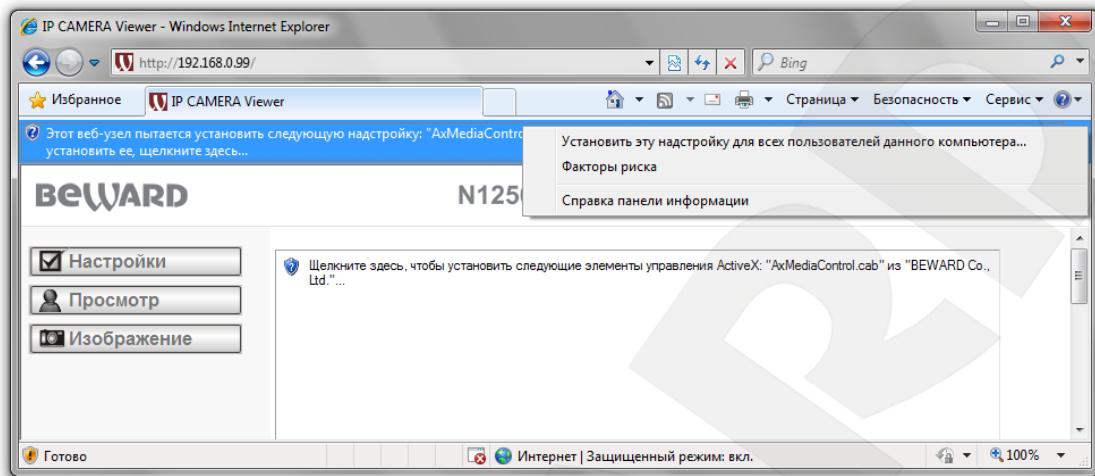 IP CAMERA Viewer - Windows Internet Explorer
http://192.168.0.99/
Bing
Избранное
IP CAMERA Viewer
Страница
Безопасность
Сервис
Этот веб-узел пытается установить следующую надстройку: "AxMediaContro
установить ее, щелкните здесь...
Установить эту надстройку для всех пользователей данного компьютера...
Факторы риска
Справка панели информации
BEWARD
N125
Настройки
Просмотр
Изображение
Щелкните здесь, чтобы установить следующие элементы управления ActiveX: "AxMediaControl.cab" из "BEWARD Co.,
Ltd."...
Готово
Интернет | Защищенный режим: вкл.
100%